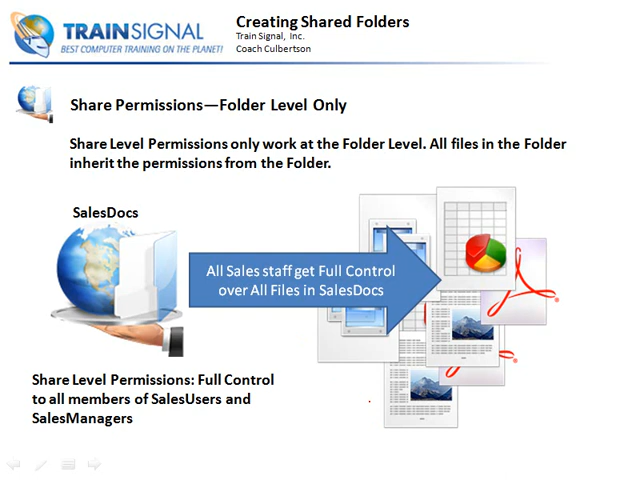 TRAINSIGNAL
BEST COMPUTER TRAINING ON THE PLANET!
Creating Shared Folders
Train Signal, Inc.
Coach Culbertson
Share Permissions—Folder Level Only
Share Level Permissions only work at the Folder Level. All files in the Folder
inherit the permissions from the Folder.
SalesDocs
All Sales staff get Full Control
over All Files in SalesDocs
Share Level Permissions: Full Control
to all members of SalesUsers and
SalesManagers